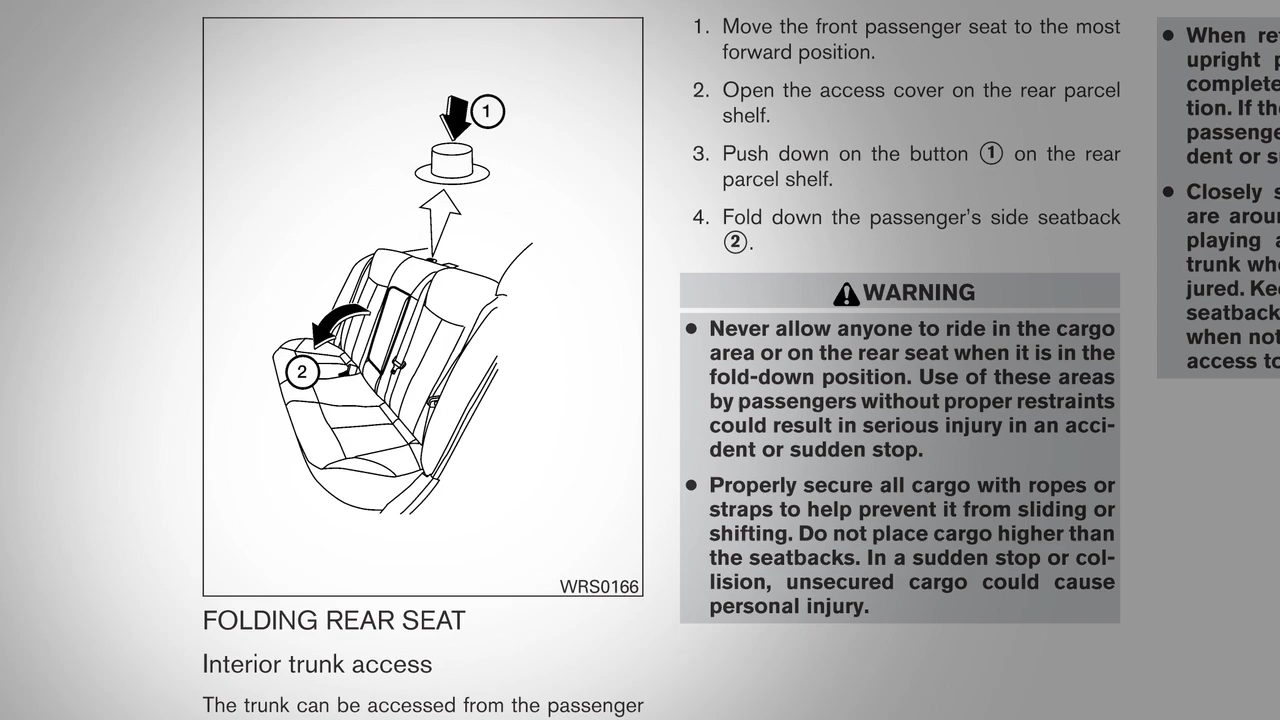 1
2
WRS0166
FOLDING REAR SEAT
Interior trunk access
The trunk can be accessed from the passenger
1. Move the front passenger seat to the most
forward position.
2. Open the access cover on the rear parcel
shelf.
3. Push down on the button 1 on the rear
parcel shelf.
4. Fold down the passenger's side seatback
2.
WARNING
● Never allow anyone to ride in the cargo
area or on the rear seat when it is in the
fold-down position. Use of these areas
by passengers without proper restraints
could result in serious injury in an acci-
dent or sudden stop.
● Properly secure all cargo with ropes or
straps to help prevent it from sliding or
shifting. Do not place cargo higher than
the seatbacks. In a sudden stop or col-
lision, unsecured cargo could cause
personal injury.
● When
upright
complete
tion. If
dent or
● Closely
are
playing
trunk
jured.
seatback
when not
access